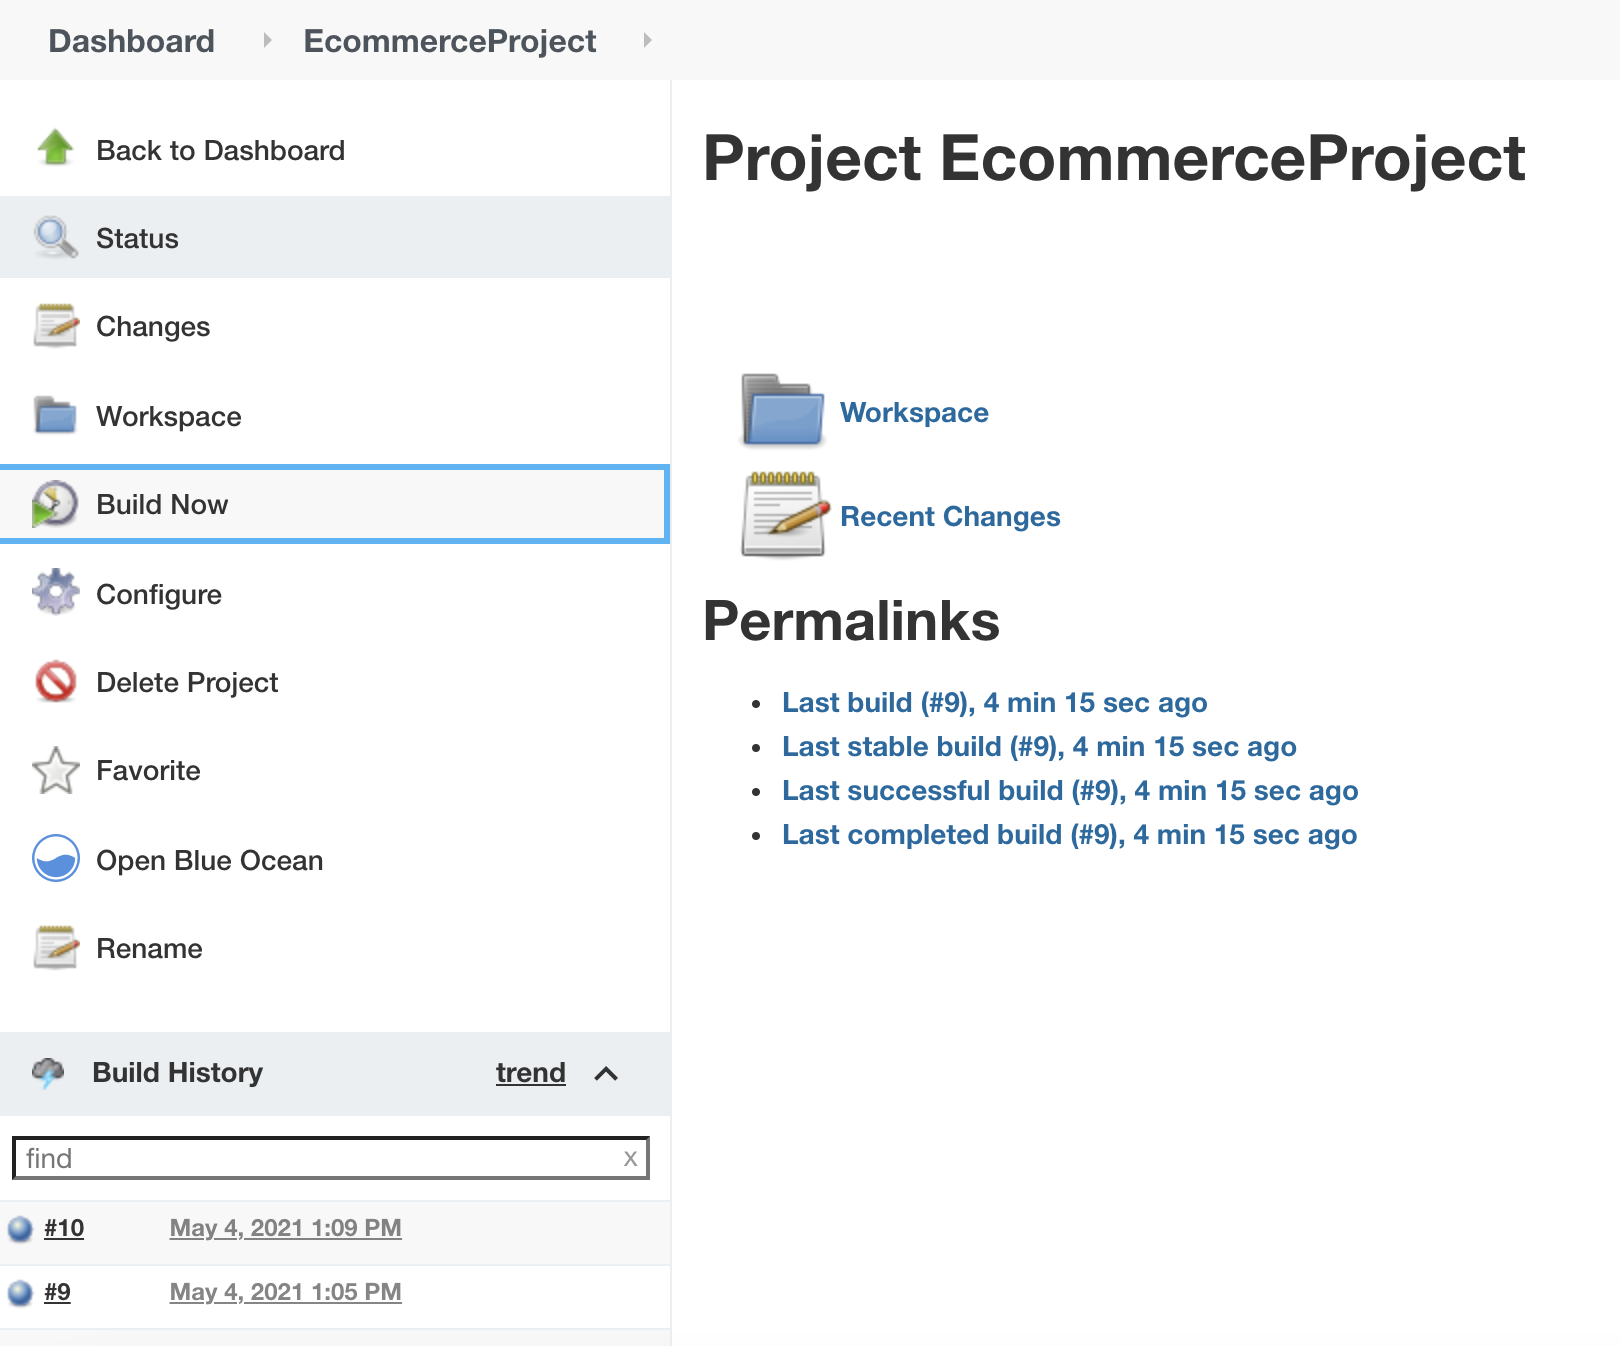 Dashboard EcommerceProject
Back to Dashboard
Status
Changes
Workspace
Build Now
Configure
Delete Project
Favorite
Open Blue Ocean
Rename
Build History trend
find x
#10 May 4, 2021 1:09 PM
#9 May 4, 2021 1:05 PM
Project EcommerceProject
Workspace
Recent Changes
Permalinks
• Last build (#9), 4 min 15 sec ago
• Last stable build (#9), 4 min 15 sec ago
• Last successful build (#9), 4 min 15 sec ago
• Last completed build (#9), 4 min 15 sec ago